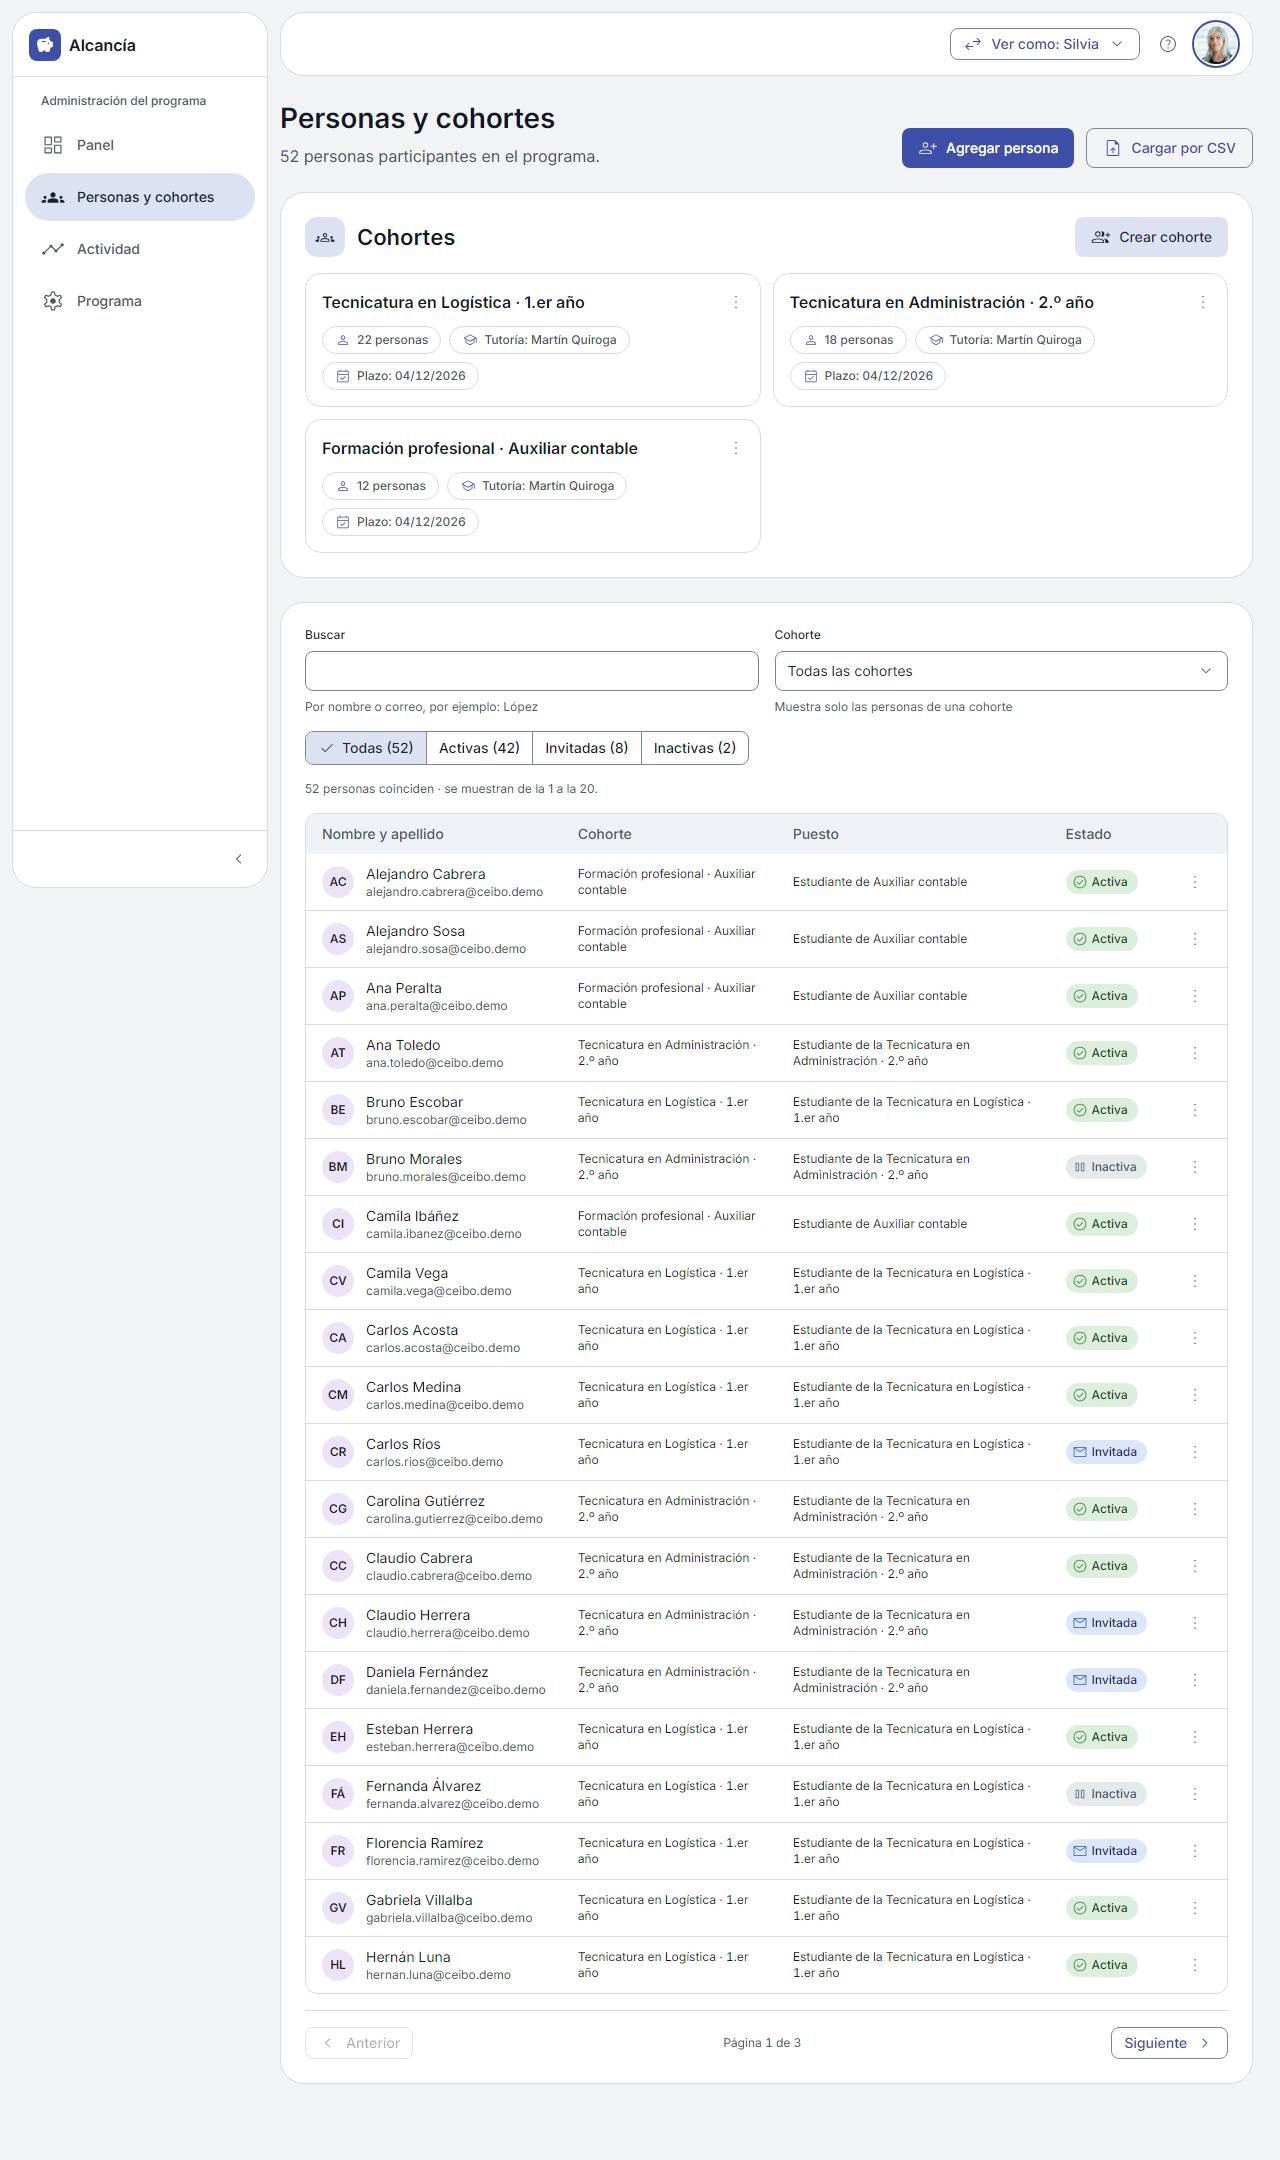 Alcancía
Ver como: Silvia
Administración del programa
Panel
Personas y cohortes
Actividad
Programa
Personas y cohortes
52 personas participantes en el programa.
Agregar persona
Cargar por CSV
Cohortes
Crear cohorte
Tecnicatura en Logística · 1.er año
22 personas
Tutoría: Martín Quiroga
Plazo: 04/12/2026
Tecnicatura en Administración · 2.º año
18 personas
Tutoría: Martín Quiroga
Plazo: 04/12/2026
Formación profesional · Auxiliar contable
12 personas
Tutoría: Martín Quiroga
Plazo: 04/12/2026
Buscar
Por nombre o correo, por ejemplo: López
Cohorte
Todas las cohortes
Muestra solo las personas de una cohorte
Todas (52)
Activas (42)
Invitadas (8)
Inactivas (2)
52 personas coinciden · se muestran de la 1 a la 20.
Nombre y apellido
Cohorte
Puesto
Estado
AC
Alejandro Cabrera
alejandro.cabrera@ceibo.demo
Formación profesional · Auxiliar
contable
Estudiante de Auxiliar contable
Activa
AS
Alejandro Sosa
alejandro.sosa@ceibo.demo
Formación profesional · Auxiliar
contable
Estudiante de Auxiliar contable
Activa
AP
Ana Peralta
ana.peralta@ceibo.demo
Formación profesional · Auxiliar
contable
Estudiante de Auxiliar contable
Activa
AT
Ana Toledo
ana.toledo@ceibo.demo
Tecnicatura en Administración ·
2.º año
Estudiante de la Tecnicatura en
Administración · 2.º año
Activa
BE
Bruno Escobar
bruno.escobar@ceibo.demo
Tecnicatura en Logística · 1.er
año
Estudiante de la Tecnicatura en Logística ·
1.er año
Activa
BM
Bruno Morales
bruno.morales@ceibo.demo
Tecnicatura en Administración ·
2.º año
Estudiante de la Tecnicatura en
Administración · 2.º año
Inactiva
CI
Camila Ibáñez
camila.ibanez@ceibo.demo
Formación profesional · Auxiliar
contable
Estudiante de Auxiliar contable
Activa
CV
Camila Vega
camila.vega@ceibo.demo
Tecnicatura en Logística · 1.er
año
Estudiante de la Tecnicatura en Logística ·
1.er año
Activa
CA
Carlos Acosta
carlos.acosta@ceibo.demo
Tecnicatura en Logística · 1.er
año
Estudiante de la Tecnicatura en Logística ·
1.er año
Activa
CM
Carlos Medina
carlos.medina@ceibo.demo
Tecnicatura en Logística · 1.er
año
Estudiante de la Tecnicatura en Logística ·
1.er año
Activa
CR
Carlos Ríos
carlos.rios@ceibo.demo
Tecnicatura en Logística · 1.er
año
Estudiante de la Tecnicatura en Logística ·
1.er año
Invitada
CG
Carolina Gutiérrez
carolina.gutierrez@ceibo.demo
Tecnicatura en Administración ·
2.º año
Estudiante de la Tecnicatura en
Administración · 2.º año
Activa
CC
Claudio Cabrera
claudio.cabrera@ceibo.demo
Tecnicatura en Administración ·
2.º año
Estudiante de la Tecnicatura en
Administración · 2.º año
Activa
CH
Claudio Herrera
claudio.herrera@ceibo.demo
Tecnicatura en Administración ·
2.º año
Estudiante de la Tecnicatura en
Administración · 2.º año
Invitada
DF
Daniela Fernández
daniela.fernandez@ceibo.demo
Tecnicatura en Administración ·
2.º año
Estudiante de la Tecnicatura en
Administración · 2.º año
Invitada
EH
Esteban Herrera
esteban.herrera@ceibo.demo
Tecnicatura en Logística · 1.er
año
Estudiante de la Tecnicatura en Logística ·
1.er año
Activa
FÁ
Fernanda Álvarez
fernanda.alvarez@ceibo.demo
Tecnicatura en Logística · 1.er
año
Estudiante de la Tecnicatura en Logística ·
1.er año
Inactiva
FR
Florencia Ramírez
florencia.ramirez@ceibo.demo
Tecnicatura en Logística · 1.er
año
Estudiante de la Tecnicatura en Logística ·
1.er año
Invitada
GV
Gabriela Villalba
gabriela.villalba@ceibo.demo
Tecnicatura en Logística · 1.er
año
Estudiante de la Tecnicatura en Logística ·
1.er año
Activa
HL
Hernán Luna
hernan.luna@ceibo.demo
Tecnicatura en Logística · 1.er
año
Estudiante de la Tecnicatura en Logística ·
1.er año
Activa
Anterior
Página 1 de 3
Siguiente